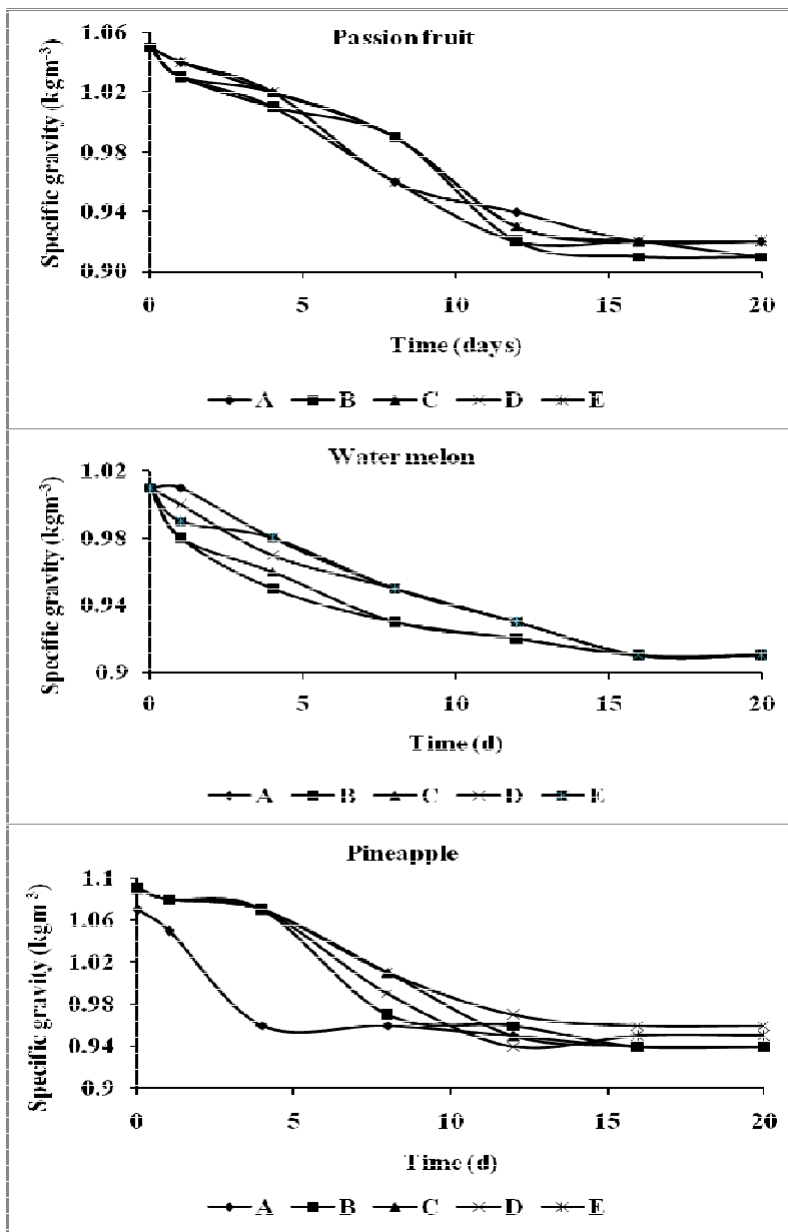 Passion fruit
Specific gravity (kgm-3)
1.06
1.02
0.98
0.94
0.90
0 5 10 15 20
Time (days)
A B C D E
Water melon
Specific gravity (kgm-3)
1.02
0.98
0.94
0.9
0 5 10 15 20
Time (d)
A B C D E
Pineapple
Specific gravity (kgm-3)
1.1
1.06
1.02
0.98
0.94
0.9
0 5 10 15 20
Time (d)
A B C D E